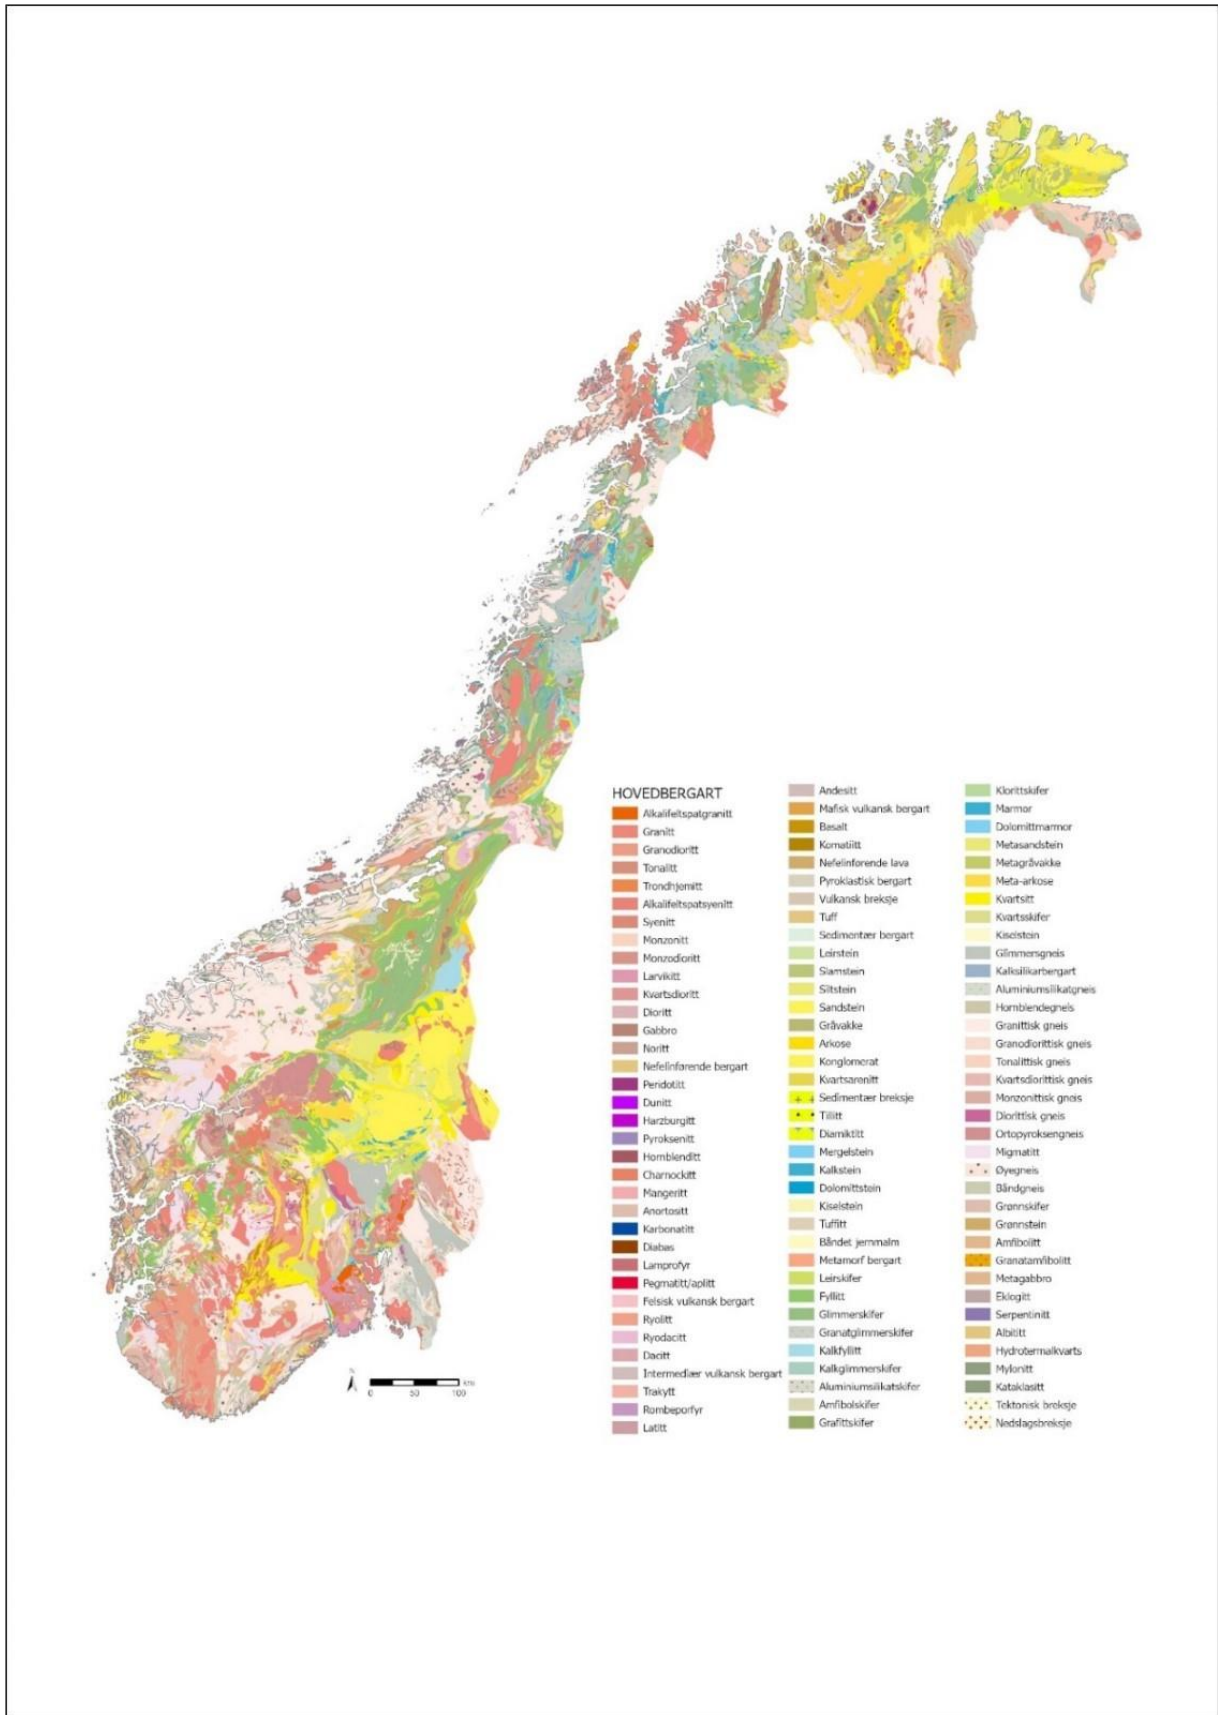 HOVEDBERGART
Alkalifeltspatgranitt
Granitt
Granodioritt
Tonalitt
Trondhjemitt
Alkalifeltspatsyenitt
Syenitt
Monzonitt
Monzodioritt
Larvikitt
Kvartsdioritt
Dioritt
Gabbro
Noritt
Nefelinførende bergart
Peridotitt
Dunitt
Harzburgitt
Pyroksenitt
Hornblenditt
Charnockitt
Mangeritt
Anortositt
Karbonatitt
Diabas
Lamprofyr
Pegmatitt/aplitt
Felsisk vulkansk bergart
Ryolitt
Ryodacitt
Dacitt
Intermediær vulkansk bergart
Trakytt
Rombeporfyr
Latitt
Andesitt
Mafisk vulkansk bergart
Basalt
Komatiitt
Nefelinførende lava
Pyroklastisk bergart
Vulkansk breksje
Tuff
Sedimentær bergart
Leirstein
Slamstein
Siltstein
Sandstein
Gråvakke
Arkose
Konglomerat
Kvartsarenitt
Sedimentær breksje
Tillitt
Diamiktitt
Mergelstein
Kalkstein
Dolomittstein
Kiselstein
Tuffitt
Båndet jernmalm
Metamorf bergart
Leirskifer
Fyllitt
Glimmerskifer
Granatglimmerskifer
Kalkfyllitt
Kalkglimmerskifer
Aluminiumsilikatskifer
Amfibolskifer
Grafittskifer
Klorittskifer
Marmor
Dolomittmarmor
Metasandstein
Metagråvakke
Meta-arkose
Kvartsitt
Kvartsskifer
Kiselstein
Glimmersgneis
Kalksilikarbergart
Aluminiumsilikatgneis
Hornblendegneis
Granittisk gneis
Granodiorittisk gneis
Tonalittisk gneis
Kvartsdiorittisk gneis
Monzonittisk gneis
Diorittisk gneis
Ortopyroksengneis
Migmatitt
Øyegneis
Båndgneis
Grønnskifer
Grønnstein
Amfibolitt
Granatamfibolitt
Metagabbro
Eklogitt
Serpentinitt
Albititt
Hydrotermalkvarts
Mylonitt
Kataklasitt
Tektonisk breksje
Nedslagsbreksje
N
km
0 50 100